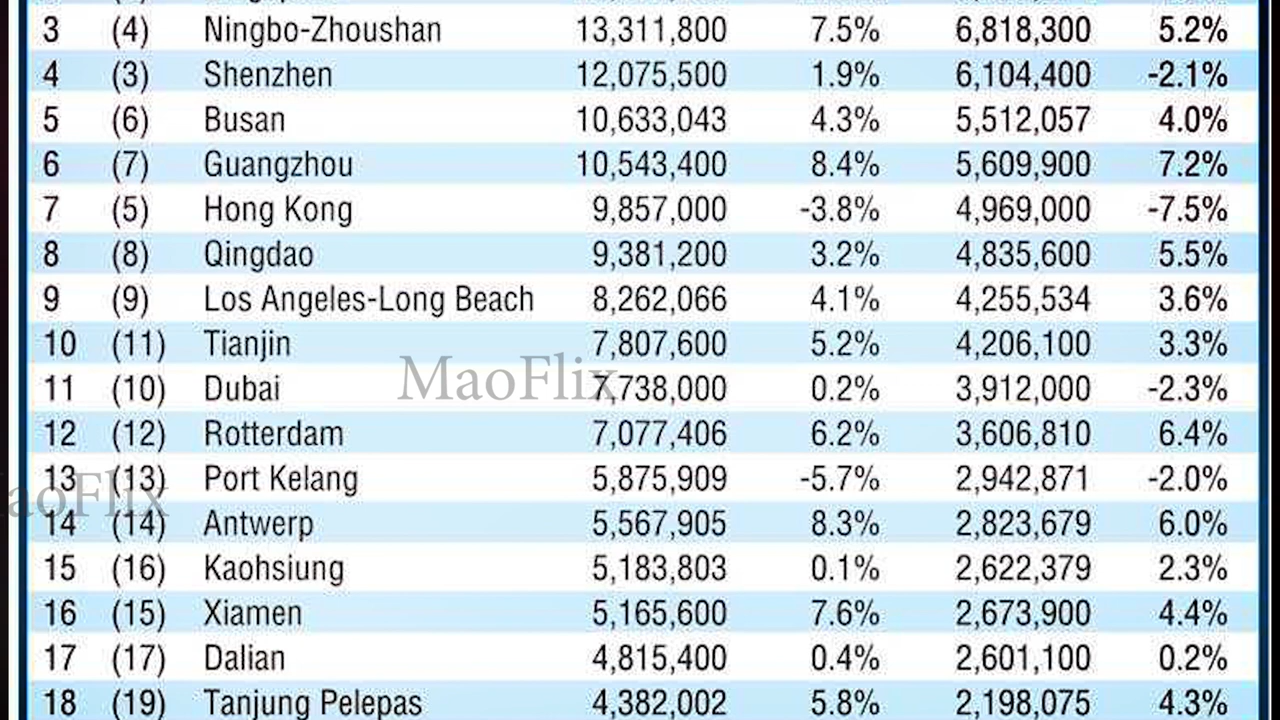 3 (4) Ningbo-Zhoushan 13,311,800 7.5% 6,818,300 5.2%
4 (3) Shenzhen 12,075,500 1.9% 6,104,400 -2.1%
5 (6) Busan 10,633,043 4.3% 5,512,057 4.0%
6 (7) Guangzhou 10,543,400 8.4% 5,609,900 7.2%
7 (5) Hong Kong 9,857,000 -3.8% 4,969,000 -7.5%
8 (8) Qingdao 9,381,200 3.2% 4,835,600 5.5%
9 (9) Los Angeles-Long Beach 8,262,066 4.1% 4,255,534 3.6%
10 (11) Tianjin 7,807,600 5.2% 4,206,100 3.3%
MaoFlix
11 (10) Dubai 7,738,000 0.2% 3,912,000 -2.3%
12 (12) Rotterdam 7,077,406 6.2% 3,606,810 6.4%
13 (13) Port Kelang 5,875,909 -5.7% 2,942,871 -2.0%
aoFlix
14 (14) Antwerp 5,567,905 8.3% 2,823,679 6.0%
15 (16) Kaohsiung 5,183,803 0.1% 2,622,379 2.3%
16 (15) Xiamen 5,165,600 7.6% 2,673,900 4.4%
17 (17) Dalian 4,815,400 0.4% 2,601,100 0.2%
18 (19) Tanjung Pelepas 4,382,002 5.8% 2,198,075 4.3%